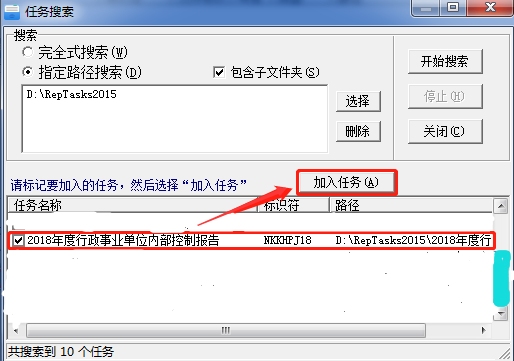 任务搜索
搜索
完全式搜索(W)
指定路径搜索(D)
包含子文件夹(S)
D:\RepTasks2015
选择
删除
开始搜索
停止(H)
关闭(C)
请标记要加入的任务，然后选择“加入任务”
加入任务(A)
任务名称 标识符 路径
2018年度行政事业单位内部控制报告 NKKHPJ18 D:\RepTasks2015\2018年度行
共搜索到 10 个任务